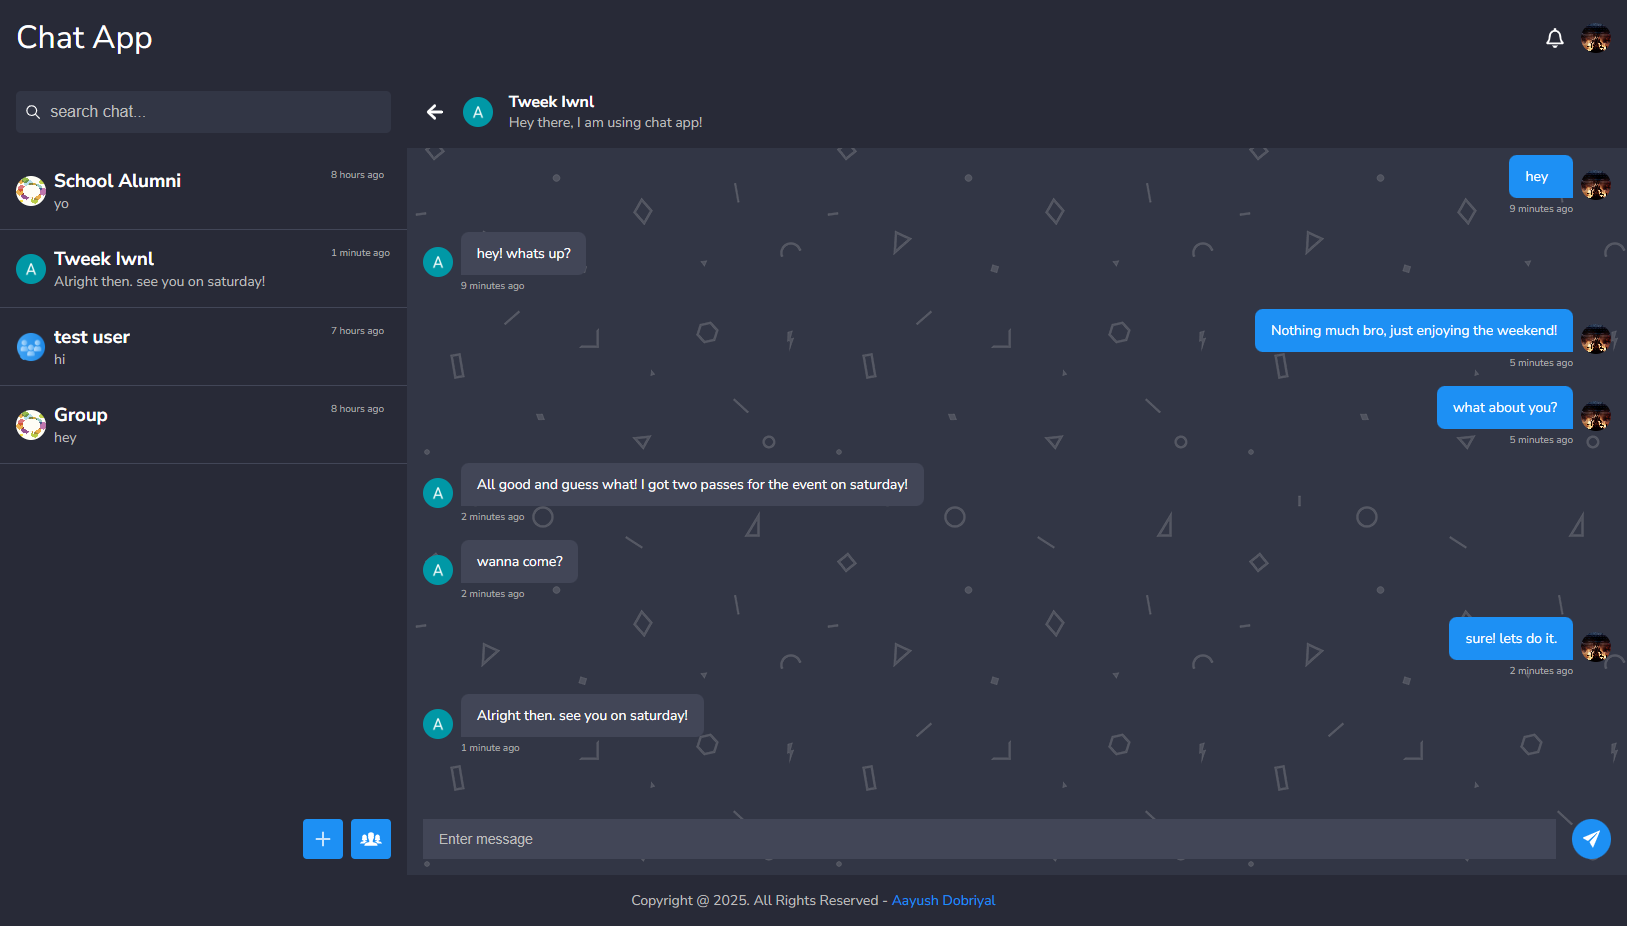 Chat App
search chat...
School Alumni
8 hours ago
yo
Tweek Iwnl
1 minute ago
Alright then. see you on saturday!
test user
7 hours ago
hi
Group
8 hours ago
hey
A
A
Tweek Iwnl
Hey there, I am using chat app!
hey
9 minutes ago
A
hey! whats up?
9 minutes ago
Nothing much bro, just enjoying the weekend!
5 minutes ago
what about you?
5 minutes ago
A
All good and guess what! I got two passes for the event on saturday!
2 minutes ago
A
wanna come?
2 minutes ago
sure! lets do it.
2 minutes ago
A
Alright then. see you on saturday!
1 minute ago
Enter message
Copyright @ 2025. All Rights Reserved - Aayush Dobriyal